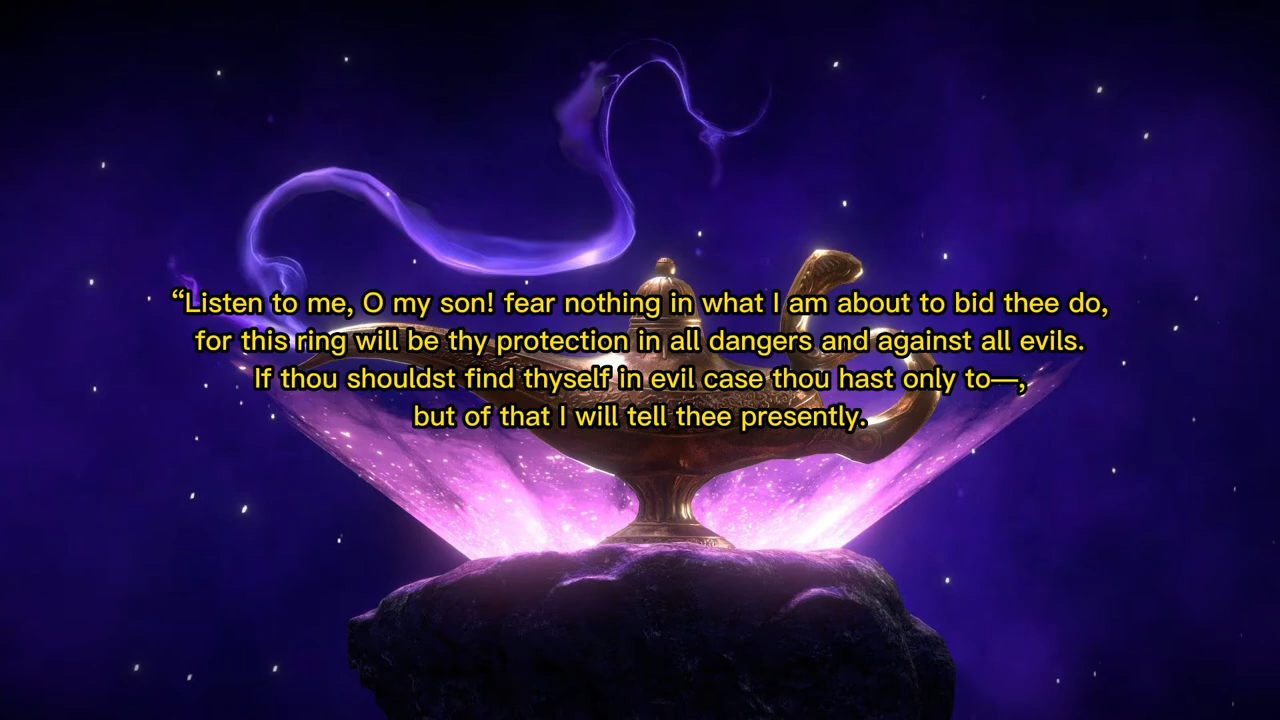 “Listen to me, O my son! fear nothing in what I am about to bid thee do,
for this ring will be thy protection in all dangers and against all evils.
If thou shouldst find thyself in evil case thou hast only to—,
but of that I will tell thee presently.